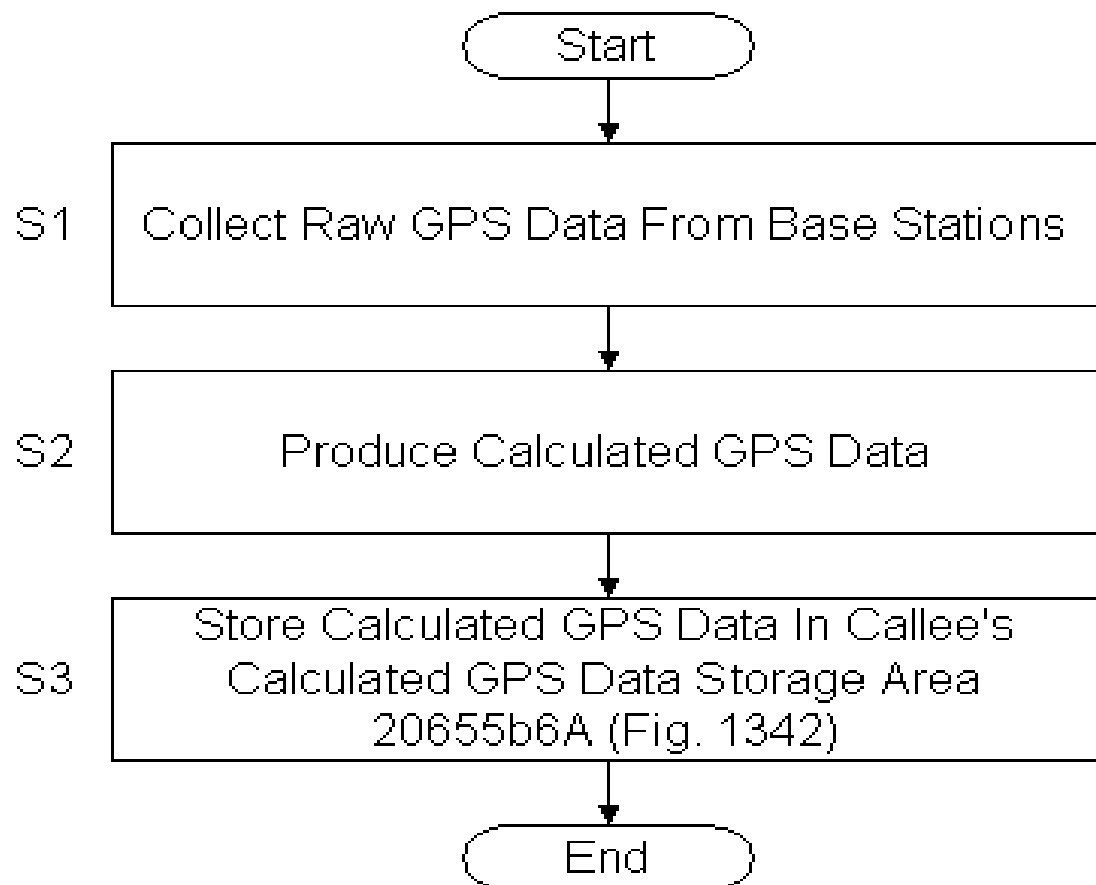 Start
S1
Collect Raw GPS Data From Base Stations
S2
Produce Calculated GPS Data
S3
Store Calculated GPS Data In Callee's
Calculated GPS Data Storage Area
20655b6A (Fig. 1342)
End